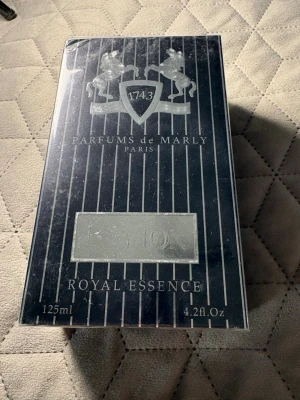 1743
PARFUMS de MARLY
PARIS
ROYAL ESSENCE
125ml 4.2fl.Oz